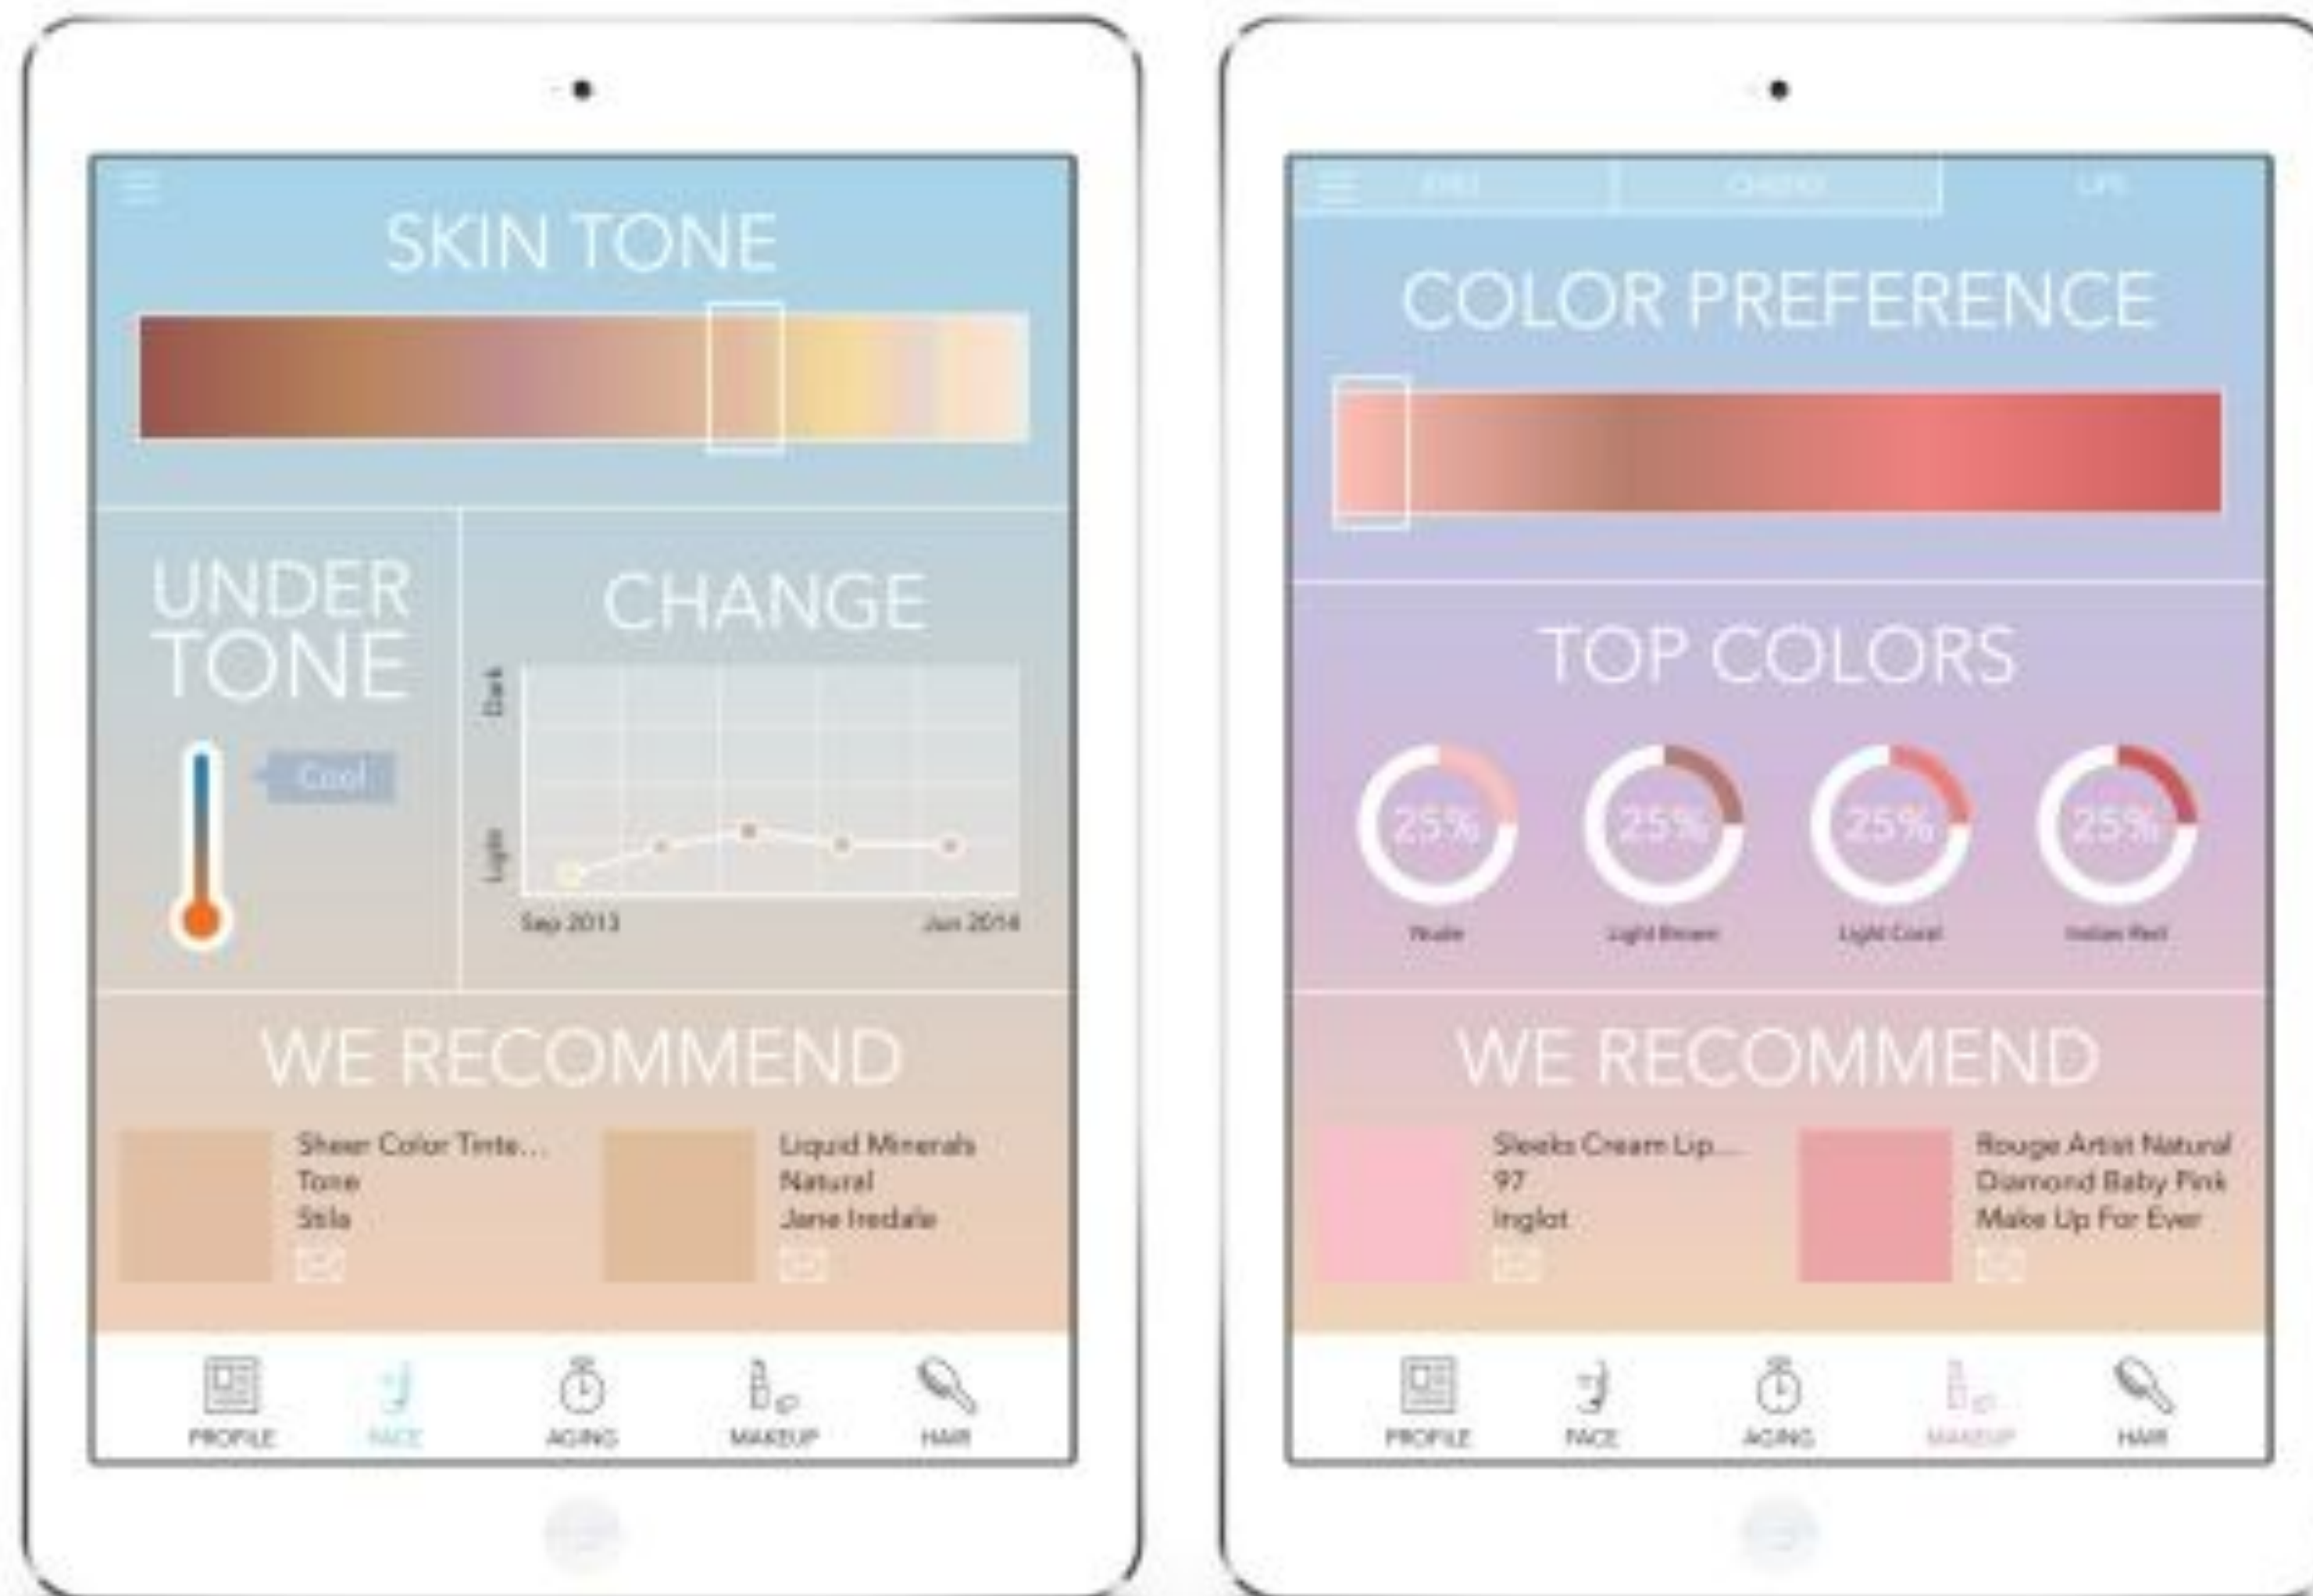 SKIN TONE
UNDER
TONE
Cool
CHANGE
Dark
Light
Sep 2013
Jun 2014
WE RECOMMEND
Sheer Color Tinte...
Tone
Stila
Liquid Minerals
Natural
Jane Iredale
PROFILE
FACE
AGING
MAKEUP
HAIR
EYES
CHEEKS
LIPS
COLOR PREFERENCE
TOP COLORS
25%
25%
25%
25%
Nude
Light Brown
Light Coral
Indian Red
WE RECOMMEND
Sleeks Cream Lip...
97
Inglot
Rouge Artist Natural
Diamond Baby Pink
Make Up For Ever
PROFILE
FACE
AGING
MAKEUP
HAIR